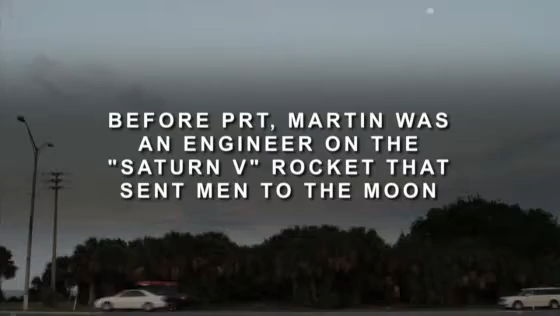 BEFORE PRT, MARTIN WAS
AN ENGINEER ON THE
"SATURN V" ROCKET THAT
SENT MEN TO THE MOON